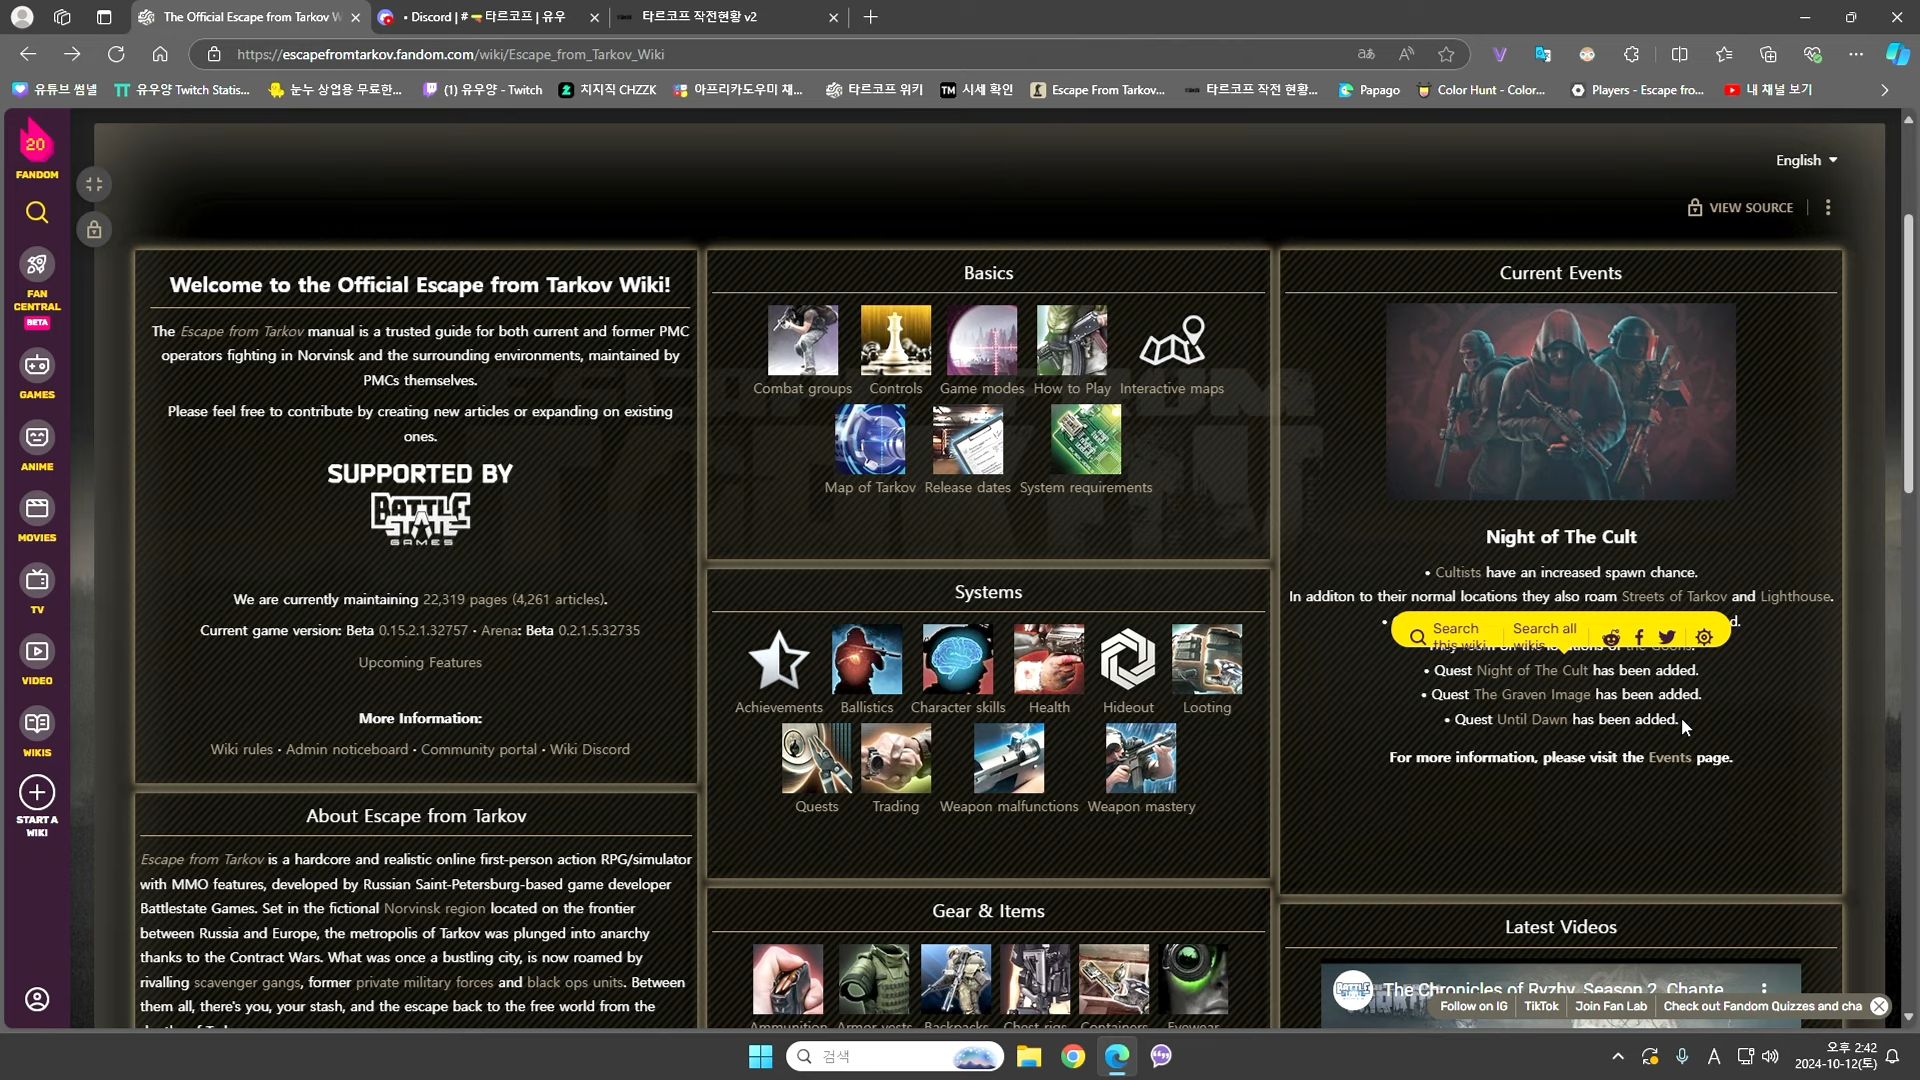 The Official Escape from Tarkov W
Discord | # 타르코프 | 유우
타르코프 작전현황 v2
https://escapefromtarkov.fandom.com/wiki/Escape_from_Tarkov_Wiki
유튜브 썸넬
유우양 Twitch Statis...
눈누 상업용 무료한...
(1) 유우양 - Twitch
치지직 CHZZK
아프리카도우미 재...
타르코프 위키
시세 확인
Escape From Tarkov...
타르코프 작전 현황...
Papago
Color Hunt - Color...
Players - Escape fro...
내 채널 보기
20
FANDOM
FAN CENTRAL
BETA
GAMES
ANIME
MOVIES
TV
VIDEO
WIKIS
START A WIKI
English
VIEW SOURCE
Welcome to the Official Escape from Tarkov Wiki!
The Escape from Tarkov manual is a trusted guide for both current and former PMC
operators fighting in Norvinsk and the surrounding environments, maintained by
PMCs themselves.
Please feel free to contribute by creating new articles or expanding on existing
ones.
SUPPORTED BY
BATTLE STATE GAMES
We are currently maintaining 22,319 pages (4,261 articles).
Current game version: Beta 0.15.2.1.32757 • Arena: Beta 0.2.1.5.32735
Upcoming Features
More Information:
Wiki rules • Admin noticeboard • Community portal • Wiki Discord
About Escape from Tarkov
Escape from Tarkov is a hardcore and realistic online first-person action RPG/simulator
with MMO features, developed by Russian Saint-Petersburg-based game developer
Battlestate Games. Set in the fictional Norvinsk region located on the frontier
between Russia and Europe, the metropolis of Tarkov was plunged into anarchy
thanks to the Contract Wars. What was once a bustling city, is now roamed by
rivalling scavenger gangs, former private military forces and black ops units. Between
them all, there's you, your stash, and the escape back to the free world from the
Basics
Combat groups
Controls
Game modes
How to Play
Interactive maps
Map of Tarkov
Release dates
System requirements
Systems
Achievements
Ballistics
Character skills
Health
Hideout
Looting
Quests
Trading
Weapon malfunctions
Weapon mastery
Gear & Items
Ammunition
Armor vests
Backpacks
Chest rigs
Containers
Eyewear
Current Events
Night of The Cult
• Cultists have an increased spawn chance.
In additon to their normal locations they also roam Streets of Tarkov and Lighthouse.
Search this wiki
Search all wikis
• Quest Night of The Cult has been added.
• Quest The Graven Image has been added.
• Quest Until Dawn has been added.
For more information, please visit the Events page.
Latest Videos
The Chronicles of Ryzhy. Season 2. Chapte
Follow on IG
TikTok
Join Fan Lab
Check out Fandom Quizzes and cha
검색
A
오후 2:42
2024-10-12(토)